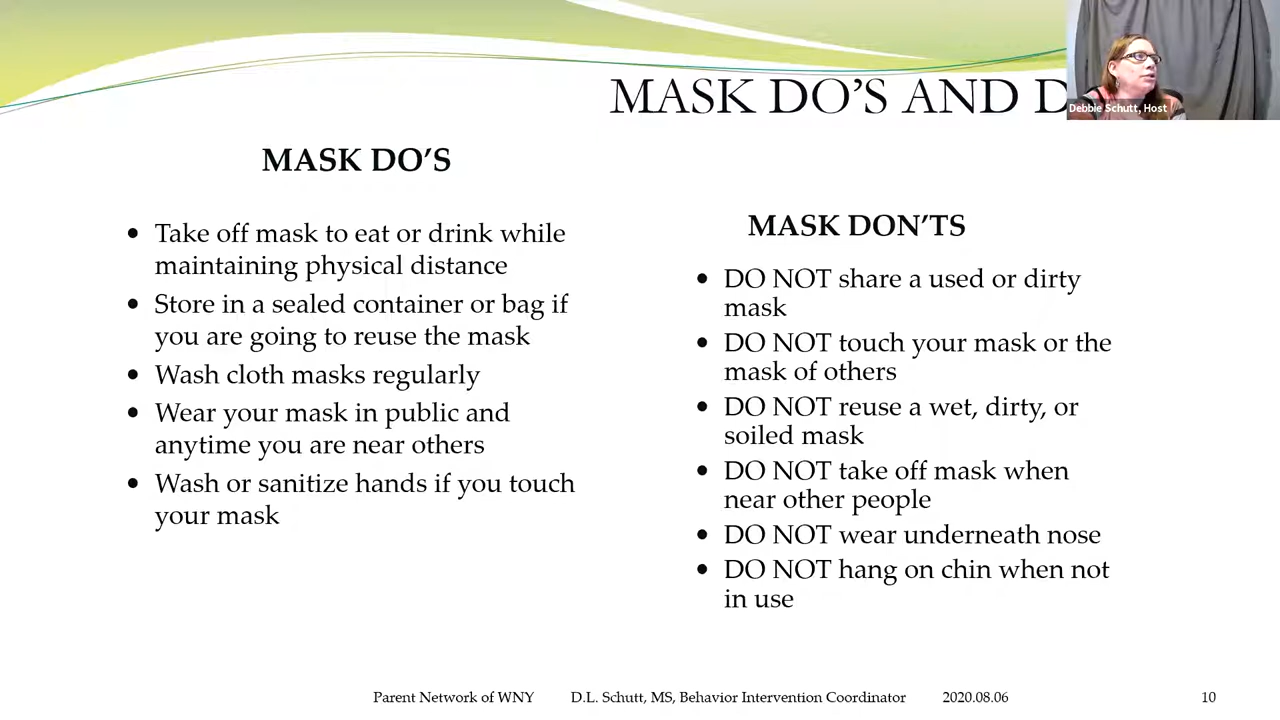 MASK DO’S AND D
Debbie Schutt, Host
MASK DO’S
• Take off mask to eat or drink while
maintaining physical distance
• Store in a sealed container or bag if
you are going to reuse the mask
• Wash cloth masks regularly
• Wear your mask in public and
anytime you are near others
• Wash or sanitize hands if you touch
your mask
MASK DON’TS
• DO NOT share a used or dirty
mask
• DO NOT touch your mask or the
mask of others
• DO NOT reuse a wet, dirty, or
soiled mask
• DO NOT take off mask when
near other people
• DO NOT wear underneath nose
• DO NOT hang on chin when not
in use
Parent Network of WNY D.L. Schutt, MS, Behavior Intervention Coordinator 2020.08.06 10